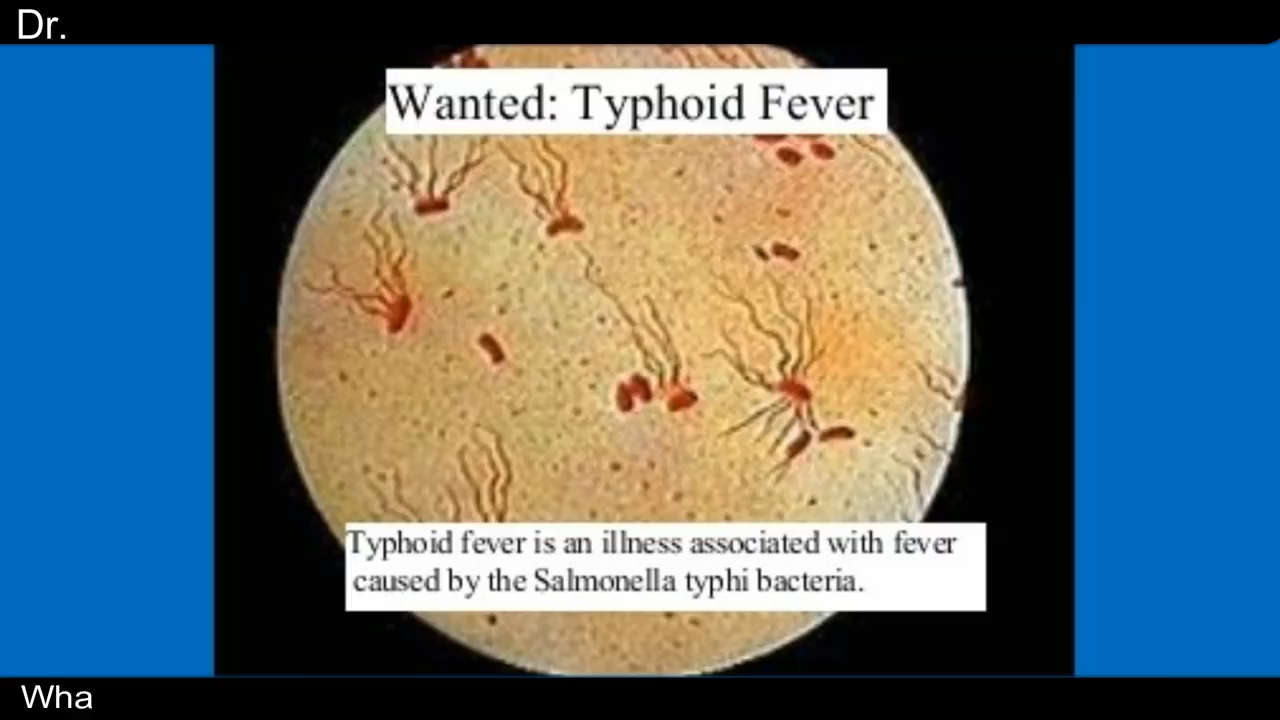 Dr.
Wanted: Typhoid Fever
Typhoid fever is an illness associated with fever
caused by the Salmonella typhi bacteria.
Wha